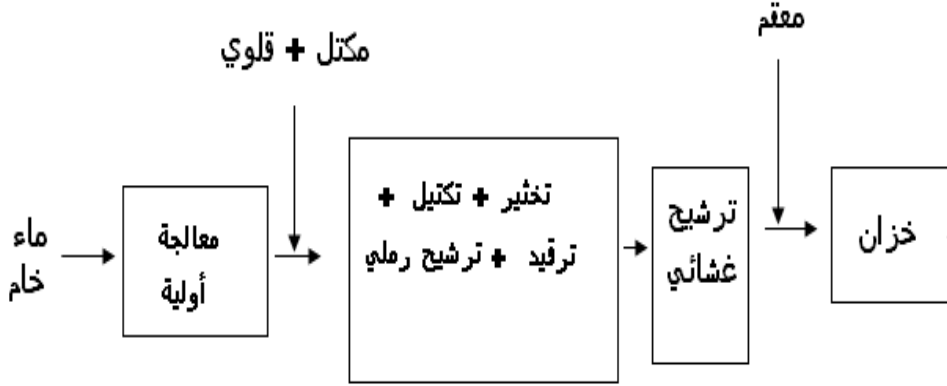 ماء
خام
معالجة
أولية
مكتل + قلوي
تخثير + تكتيل +
ترقيد + ترشيح رملي
ترشيح
غشائي
معقم
خزان